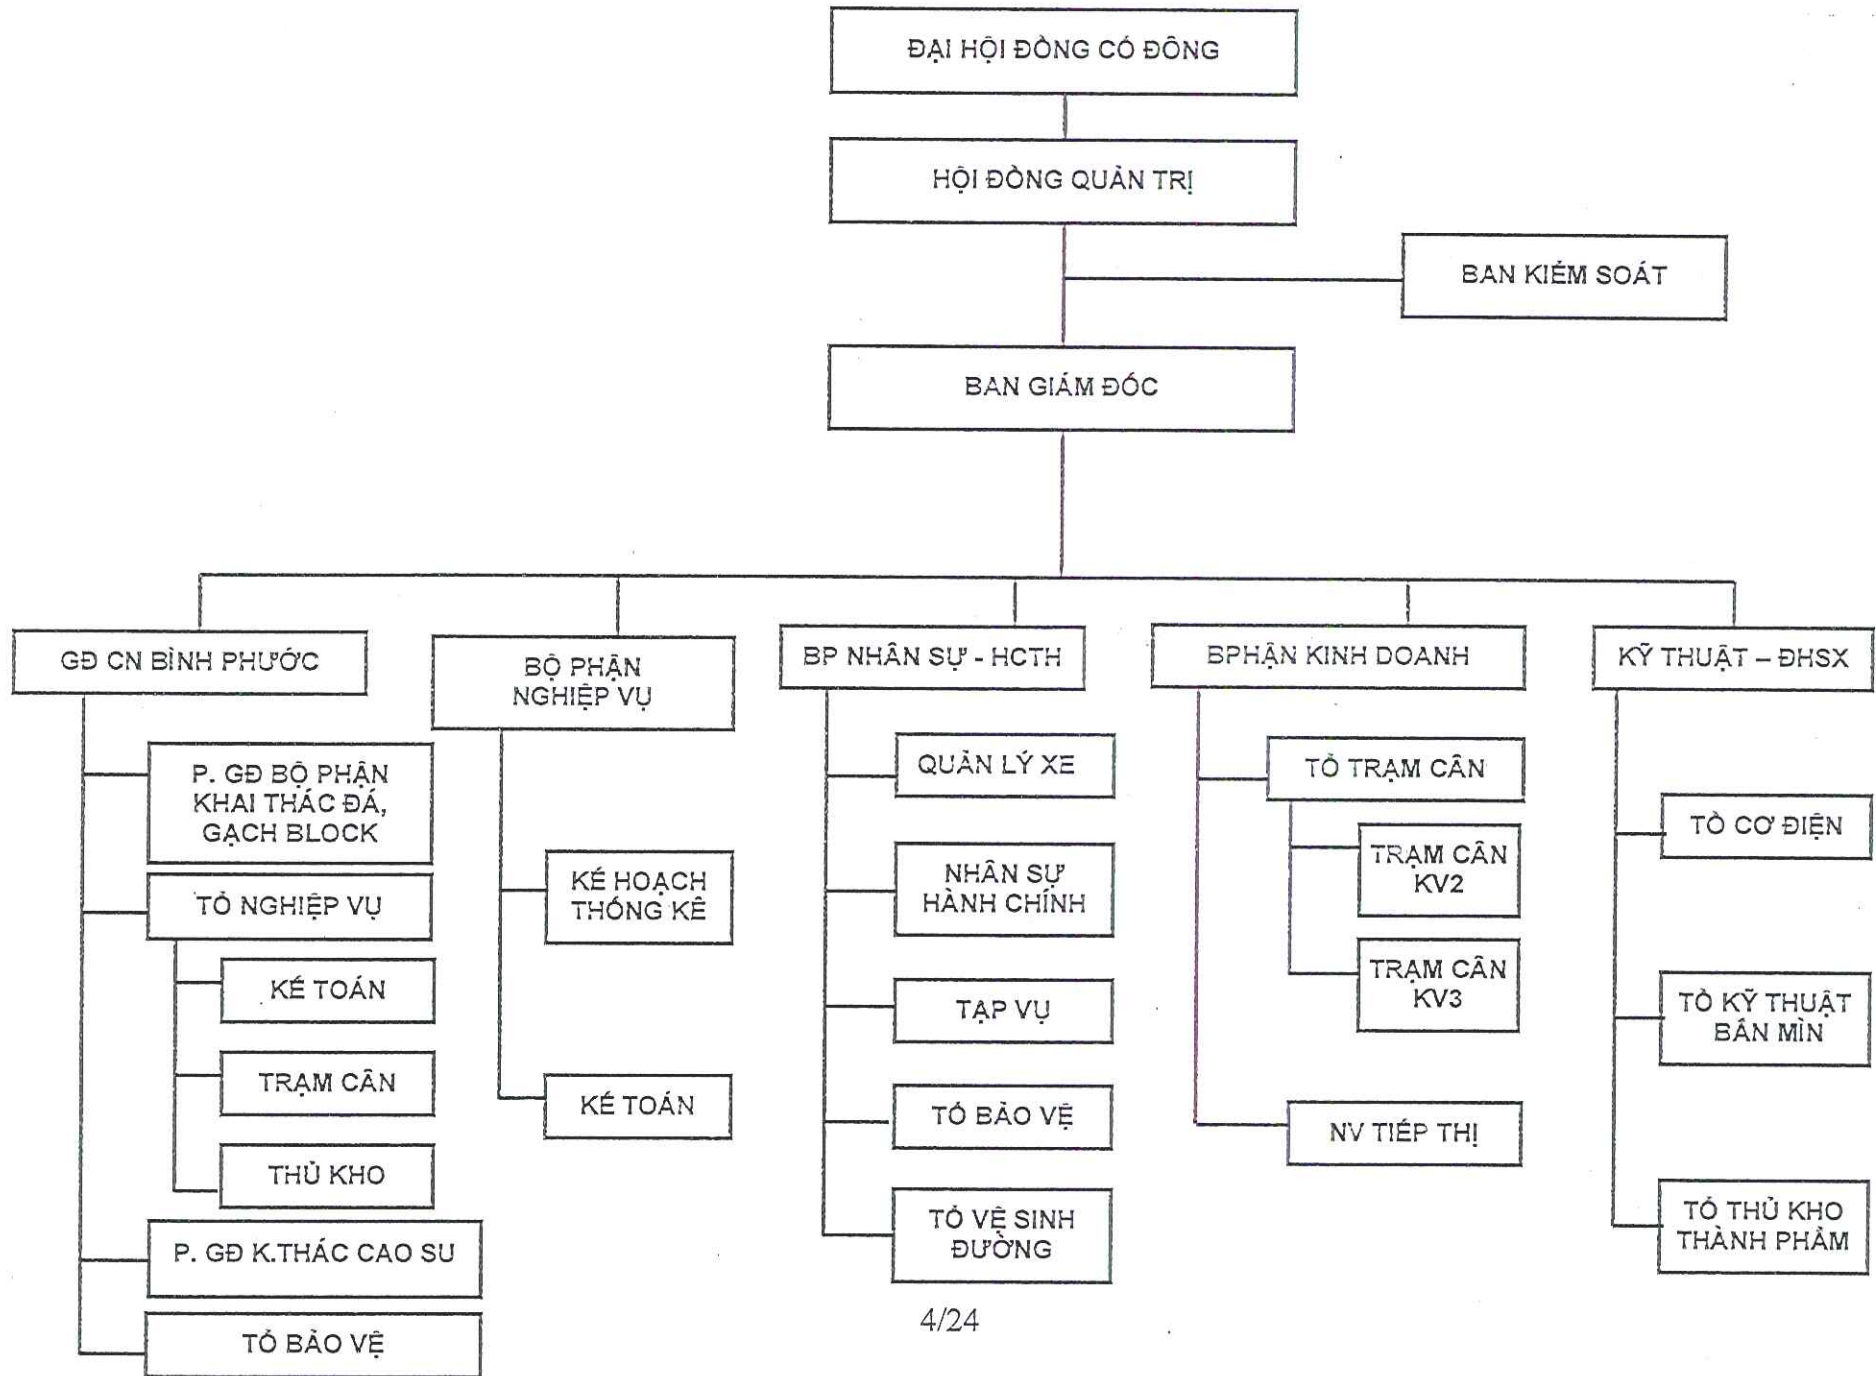 ĐẠI HỘI ĐỒNG CỔ ĐÔNG
HỘI ĐỒNG QUẢN TRỊ
BAN KIỂM SOÁT
BAN GIÁM ĐỐC
GĐ CN BÌNH PHƯỚC
P. GĐ BỘ PHẬN
KHAI THÁC ĐÁ,
GẠCH BLOCK
TỔ NGHIỆP VỤ
KẾ TOÁN
TRẠM CÂN
THỦ KHO
P. GĐ K.THÁC CAO SU
TỔ BẢO VỆ
BỘ PHẬN
NGHIỆP VỤ
KẾ HOẠCH
THỐNG KÊ
KẾ TOÁN
BP NHÂN SỰ - HCTH
QUẢN LÝ XE
NHÂN SỰ
HÀNH CHÍNH
TẠP VỤ
TỔ BẢO VỆ
TỔ VỆ SINH
ĐƯỜNG
BPHẬN KINH DOANH
TỔ TRẠM CÂN
TRẠM CÂN
KV2
TRẠM CÂN
KV3
NV TIẾP THỊ
KỸ THUẬT – ĐHSX
TỔ CƠ ĐIỆN
TỔ KỸ THUẬT
BẮN MÌN
TỔ THỦ KHO
THÀNH PHẨM
4/24